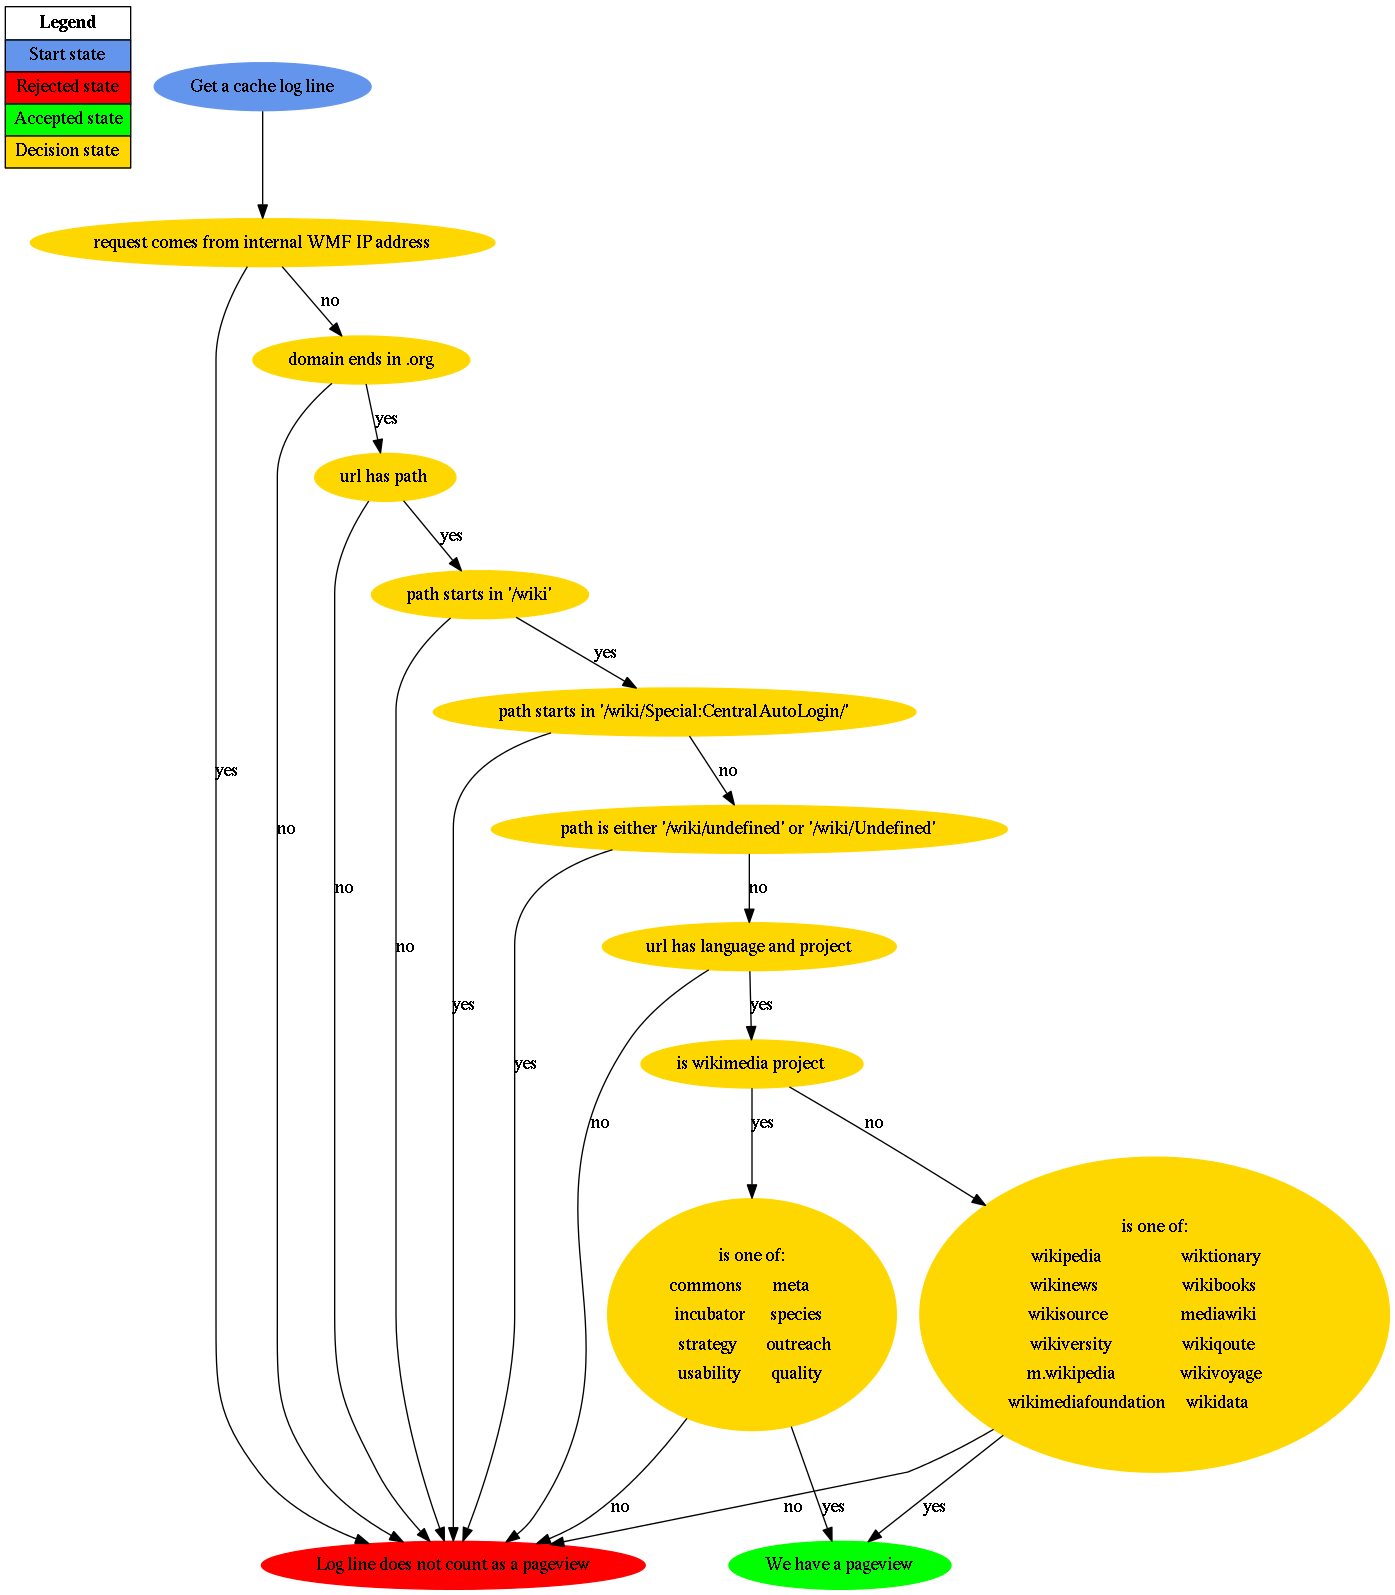 Legend
Start state
Rejected state
Accepted state
Decision state
Get a cache log line
request comes from internal WMF IP address
no
domain ends in .org
yes
url has path
yes
path starts in '/wiki'
yes
path starts in '/wiki/Special:CentralAutoLogin/'
yes
no
no
path is either '/wiki/undefined' or '/wiki/Undefined'
no
no
url has language and project
no
yes
yes
is wikimedia project
yes
no
yes
no
is one of:
wikipedia wiktionary
wikinews wikibooks
wikisource mediawiki
wikiversity wikiqoute
m.wikipedia wikivoyage
wikimediafoundation wikidata
is one of:
commons meta
incubator species
strategy outreach
usability quality
no
no
yes
yes
Log line does not count as a pageview
We have a pageview